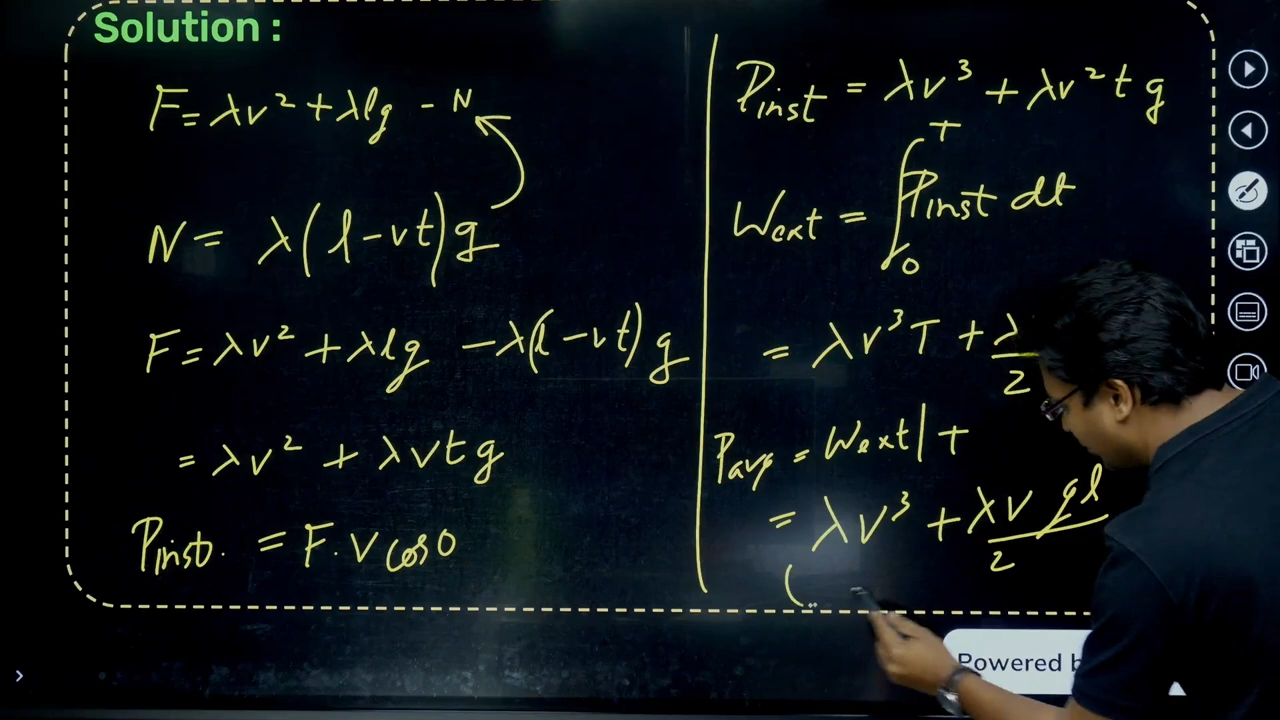 Solution :
F = λv² + λlg - N
N = λ(l - vt)g
F = λv² + λlg - λ(l - vt)g
= λv² + λvtg
Pinst. = F. v cos0
Pinst = λv³ + λv²tg
Wext = ∫₀ᵀ Pinst dt
= λv³T + λ/2
Pavg = Wext | T
= λv³ + λv gl/2
(
Powered